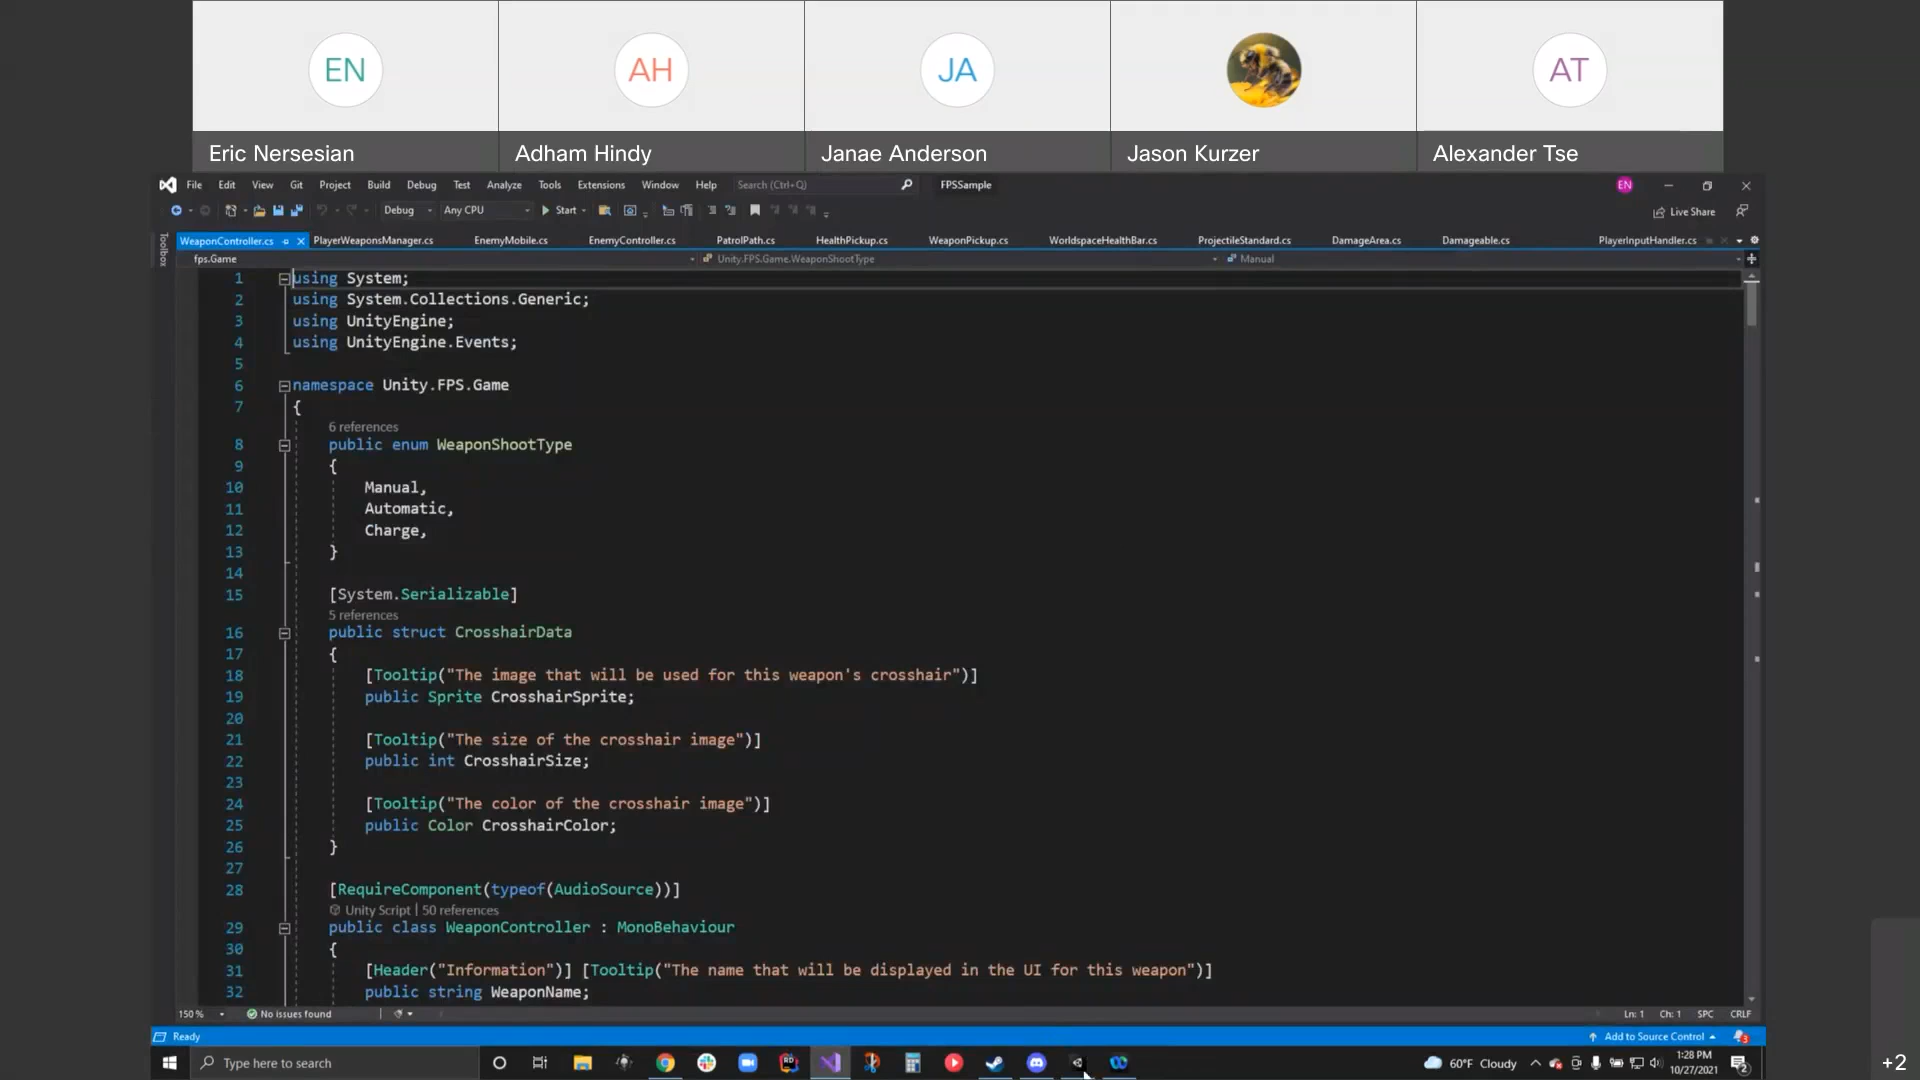 EN
AH
JA
AT
Eric Nersesian
Adham Hindy
Janae Anderson
Jason Kurzer
Alexander Tse
File Edit View Git Project Build Debug Test Analyze Tools Extensions Window Help Search (Ctrl+Q) FPSSample EN
Debug Any CPU Start Live Share
Toolbox
WeaponController.cs PlayerWeaponsManager.cs EnemyMobile.cs EnemyController.cs PatrolPath.cs HealthPickup.cs WeaponPickup.cs WorldspaceHealthBar.cs ProjectileStandard.cs DamageArea.cs Damageable.cs PlayerInputHandler.cs
fps.Game Unity.FPS.Game.WeaponShootType Manual
1 using System;
2 using System.Collections.Generic;
3 using UnityEngine;
4 using UnityEngine.Events;
5
6 namespace Unity.FPS.Game
7 {
6 references
8 public enum WeaponShootType
9 {
10 Manual,
11 Automatic,
12 Charge,
13 }
14
15 [System.Serializable]
5 references
16 public struct CrosshairData
17 {
18 [Tooltip("The image that will be used for this weapon's crosshair")]
19 public Sprite CrosshairSprite;
20
21 [Tooltip("The size of the crosshair image")]
22 public int CrosshairSize;
23
24 [Tooltip("The color of the crosshair image")]
25 public Color CrosshairColor;
26 }
27
28 [RequireComponent(typeof(AudioSource))]
Unity Script | 50 references
29 public class WeaponController : MonoBehaviour
30 {
31 [Header("Information")] [Tooltip("The name that will be displayed in the UI for this weapon")]
32 public string WeaponName;
150 % No issues found Ln: 1 Ch: 1 SPC CRLF
Ready Add to Source Control 3
Type here to search RD 60°F Cloudy 1:28 PM
10/27/2021 2
+2